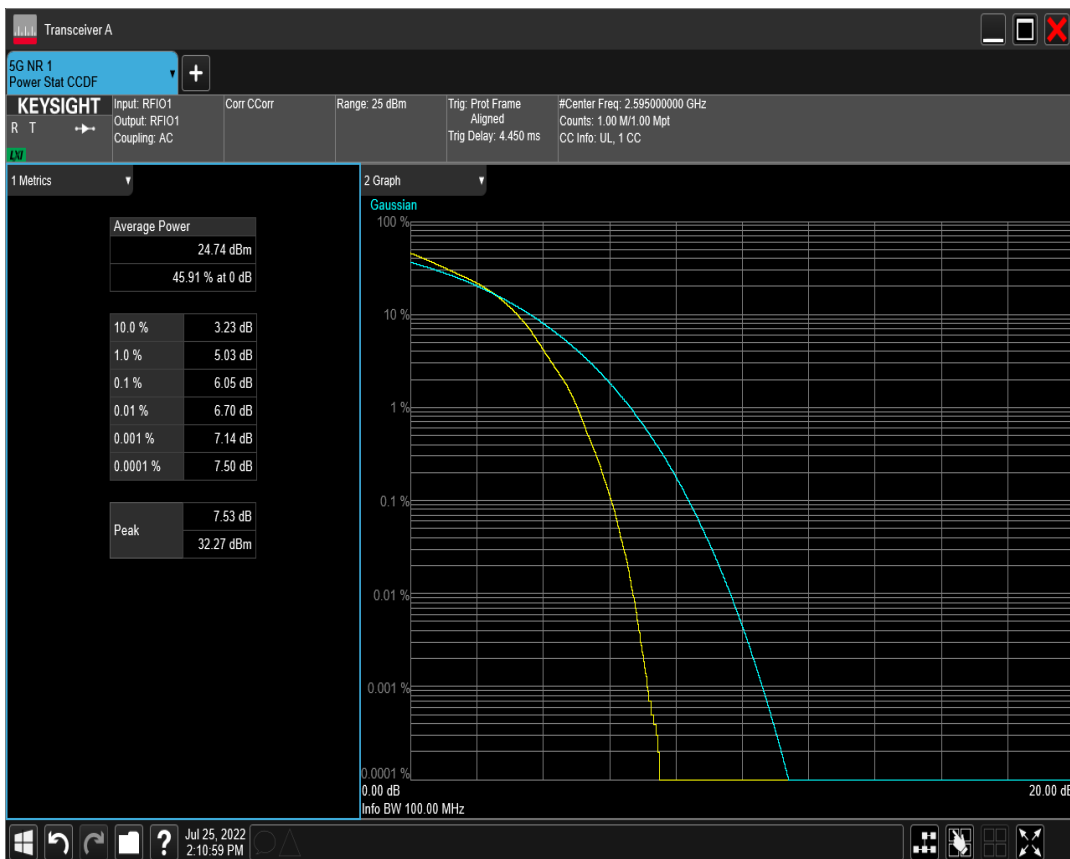 Transceiver A
5G NR 1
Power Stat CCDF
KEYSIGHT
R T
LXI
Input: RFIO1
Output: RFIO1
Coupling: AC
Corr CCorr
Range: 25 dBm
Trig: Prot Frame
Aligned
Trig Delay: 4.450 ms
#Center Freq: 2.595000000 GHz
Counts: 1.00 M/1.00 Mpt
CC Info: UL, 1 CC
1 Metrics
Average Power
24.74 dBm
45.91 % at 0 dB
10.0 % 3.23 dB
1.0 % 5.03 dB
0.1 % 6.05 dB
0.01 % 6.70 dB
0.001 % 7.14 dB
0.0001 % 7.50 dB
Peak
7.53 dB
32.27 dBm
2 Graph
Gaussian
100 %
10 %
1 %
0.1 %
0.01 %
0.001 %
0.0001 %
0.00 dB 20.00 dB
Info BW 100.00 MHz
?
Jul 25, 2022
2:10:59 PM